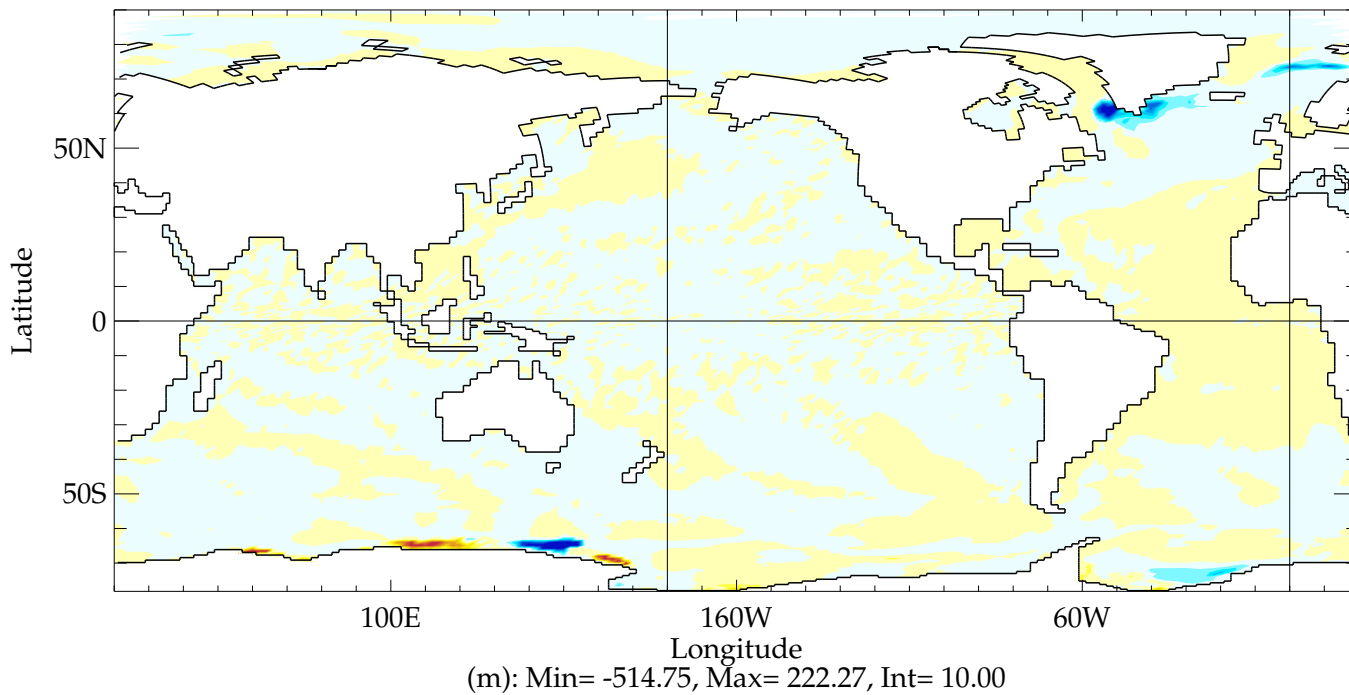 50N
0
50S
Latitude
100E
160W
60W
Longitude
(m): Min= -514.75, Max= 222.27, Int= 10.00